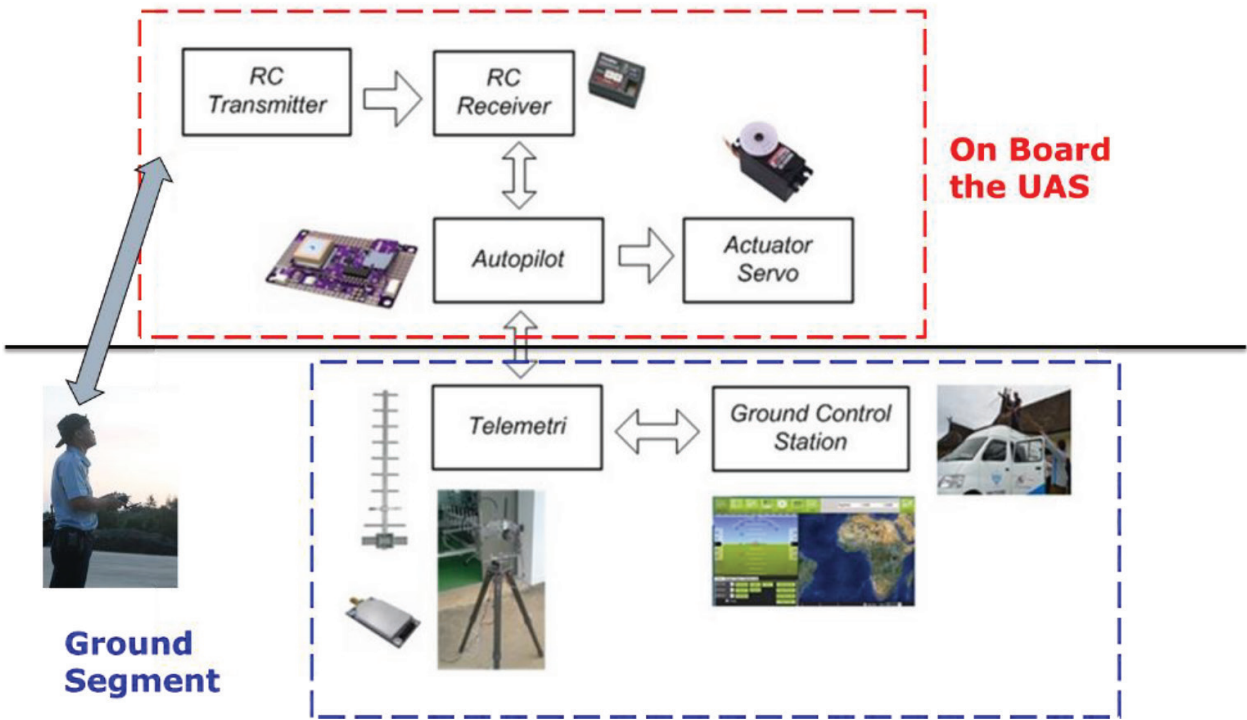 RC
Transmitter
RC
Receiver
On Board
the UAS
Autopilot
Actuator
Servo
Telemetri
Ground Control
Station
Ground
Segment